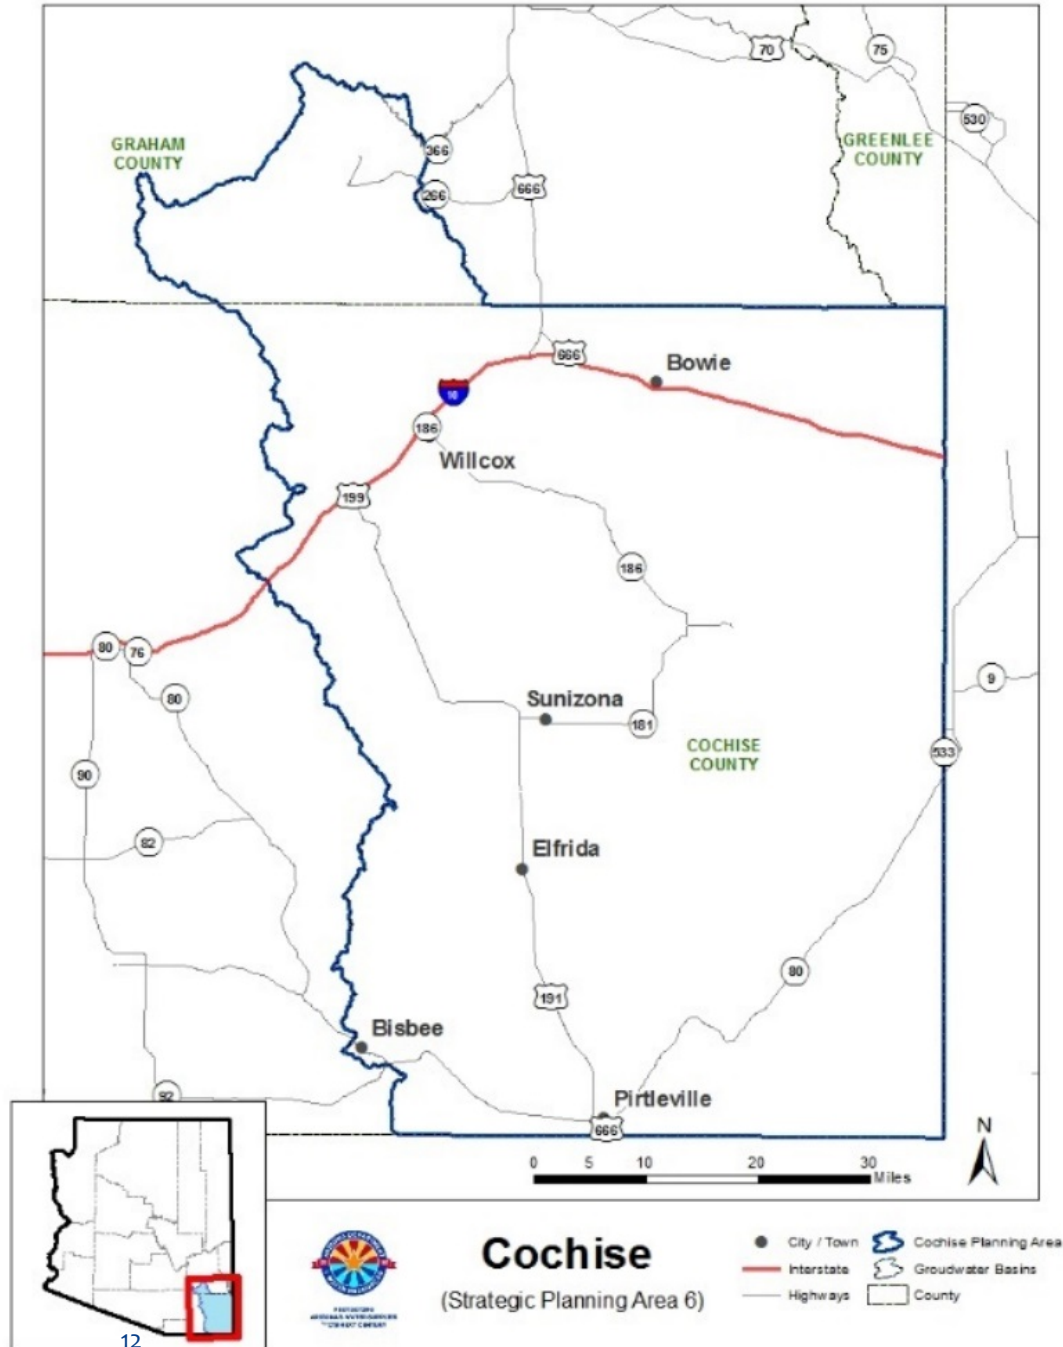 70
75
530
GRAHAM
COUNTY
GREENLEE
COUNTY
366
266
666
666
Bowie
10
186
Willcox
199
186
80
76
80
9
Sunizona
181
COCHISE
COUNTY
533
90
82
Elfrida
80
191
Bisbee
92
Pirtleville
666
N
0 5 10 20 30
Miles
12
Cochise
(Strategic Planning Area 6)
City / Town
Interstate
Highways
Cochise Planning Area
Groudwater Basins
County